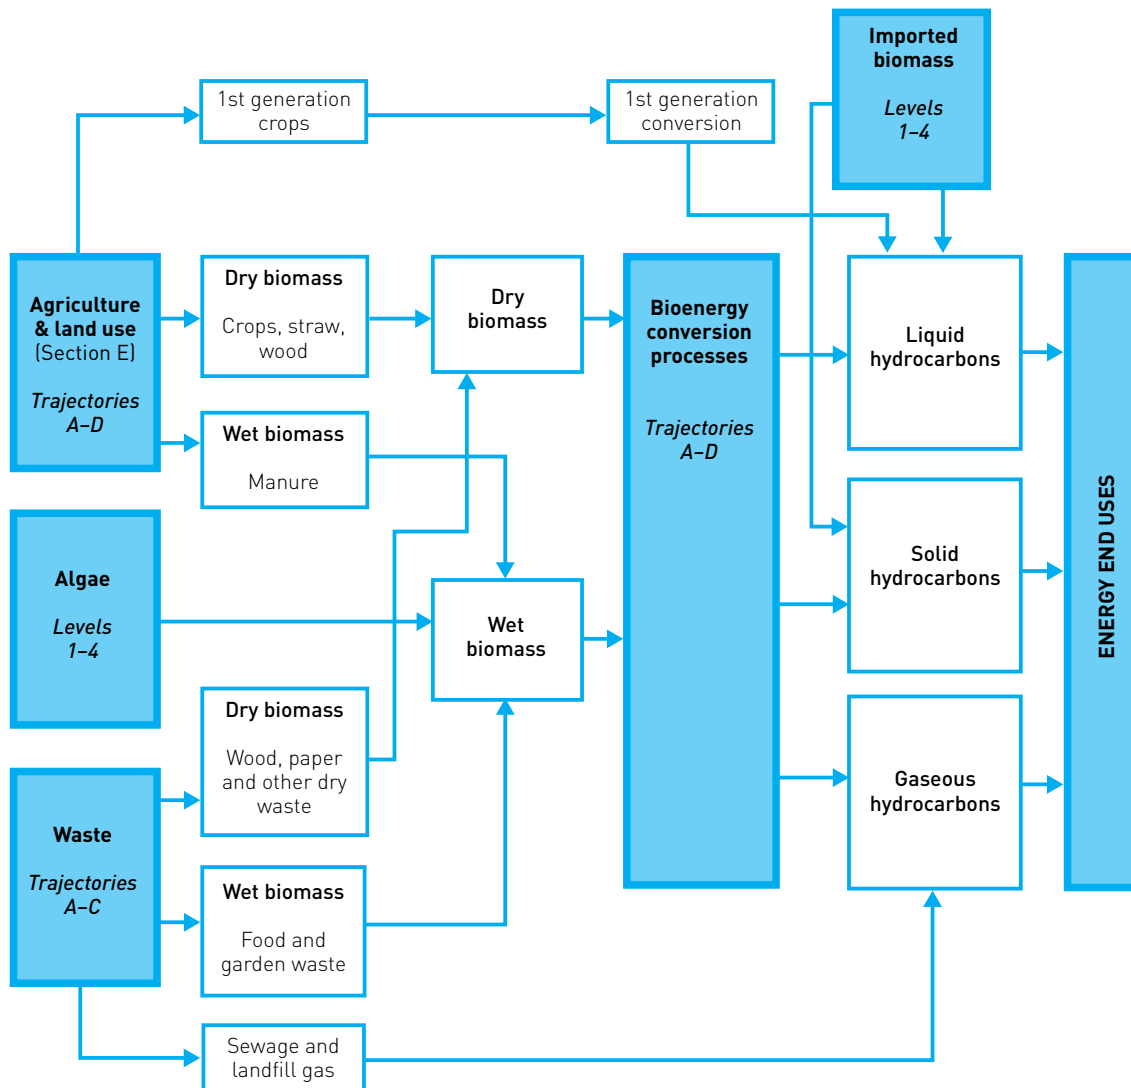 Imported
biomass
Levels
1–4
1st generation
crops
1st generation
conversion
Agriculture
& land use
(Section E)
Trajectories
A–D
Dry biomass
Crops, straw,
wood
Dry
biomass
Bioenergy
conversion
processes
Trajectories
A–D
Liquid
hydrocarbons
Wet biomass
Manure
Algae
Levels
1–4
Wet
biomass
Solid
hydrocarbons
ENERGY END USES
Dry biomass
Wood, paper
and other dry
waste
Gaseous
hydrocarbons
Waste
Trajectories
A–C
Wet biomass
Food and
garden waste
Sewage and
landfill gas